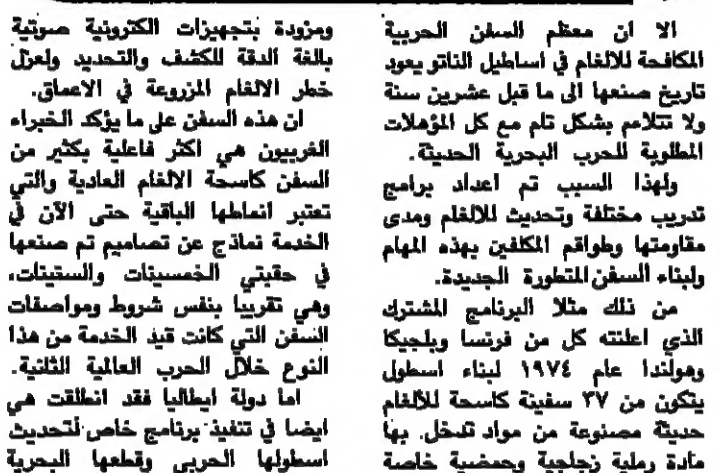 الا ان معظم السفن الحربية
المكافحة للالغام في اساطيل الناتو يعود
تاريخ صنعها الى ما قبل عشرين سنة
ولا تتلاءم بشكل تام مع كل المؤهلات
المطلوبة للحرب البحرية الحديثة.
ولهذا السبب تم اعداد برامج
تدريب مختلفة وتحديث للالغام ومدى
مقاومتها وطواقم المكلفين بهذه المهام
ولبناء السفن المتطورة الجديدة.
من ذلك مثلا البرنامج المشترك
الذي اعلنته كل من فرنسا وبلجيكا
وهولندا عام ١٩٧٤ لبناء اسطول
يتكون من ٣٧ سفينة كاسحة للألغام
حديثة مصنوعة من مواد تدخل بها
مادة رملية زجاجية وحمضية خاصة
ومزودة بتجهيزات الكترونية صوتية
بالغة الدقة للكشف والتحديد ولعزل
خطر الالغام المزروعة في الاعماق.
ان هذه السفن على ما يؤكد الخبراء
الغربيون هي اكثر فاعلية بكثير من
السفن كاسحة الالغام العادية والتي
تعتبر انماطها الباقية حتى الآن في
الخدمة نماذج عن تصاميم تم صنعها
في حقبتي الخمسينات والستينات،
وهي تقريبا بنفس شروط ومواصفات
السفن التي كانت قيد الخدمة من هذا
النوع خلال الحرب العالمية الثانية.
اما دولة ايطاليا فقد انطلقت هي
ايضا في تنفيذ برنامج خاص لتحديث
اسطولها الحربي وقطعها البحرية